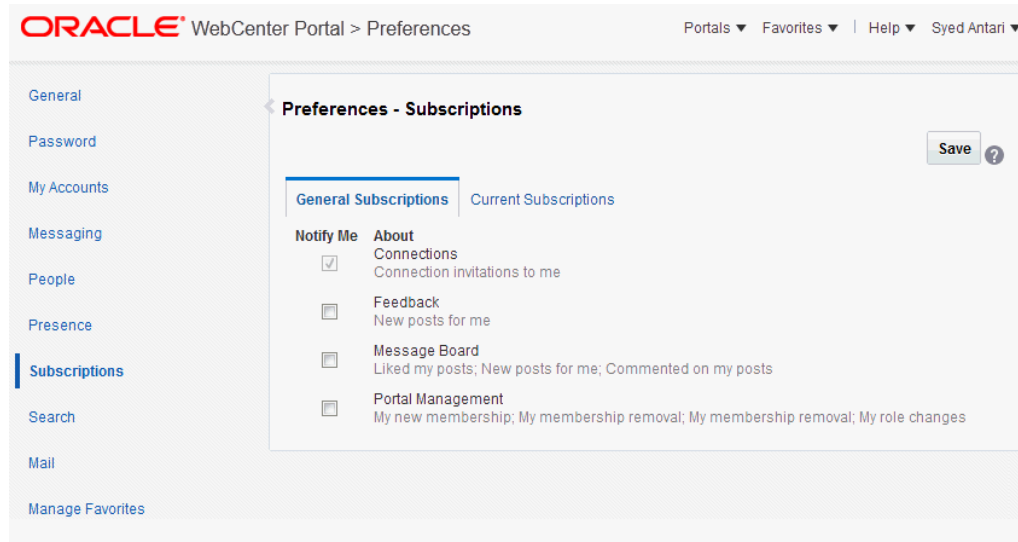 ORACLE WebCenter Portal > Preferences Portals Favorites Help Syed Antari
General
Password
My Accounts
Messaging
People
Presence
Subscriptions
Search
Mail
Manage Favorites
Preferences - Subscriptions
Save ?
General Subscriptions Current Subscriptions
Notify Me About
Connections
Connection invitations to me
Feedback
New posts for me
Message Board
Liked my posts; New posts for me; Commented on my posts
Portal Management
My new membership; My membership removal; My membership removal; My role changes